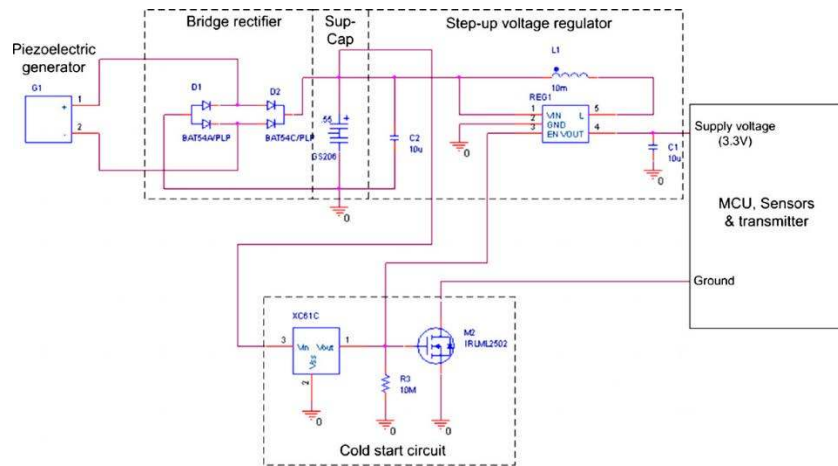 Bridge rectifier
Sup-
Cap
Step-up voltage regulator
Piezoelectric
generator
G1
1
+
-
2
D1
D2
BAT54A/PLP
BAT54C/PLP
55
+
GS206
0
C2
10u
L1
10m
REG1
1
VIN
L
5
2
GND
3
EN
VOUT
4
0
C1
10u
0
Supply voltage
(3.3V)
MCU, Sensors
& transmitter
Ground
XC61C
3
Vin
Vout
1
Vss
2
0
R3
10M
0
M2
IRLML2502
0
Cold start circuit